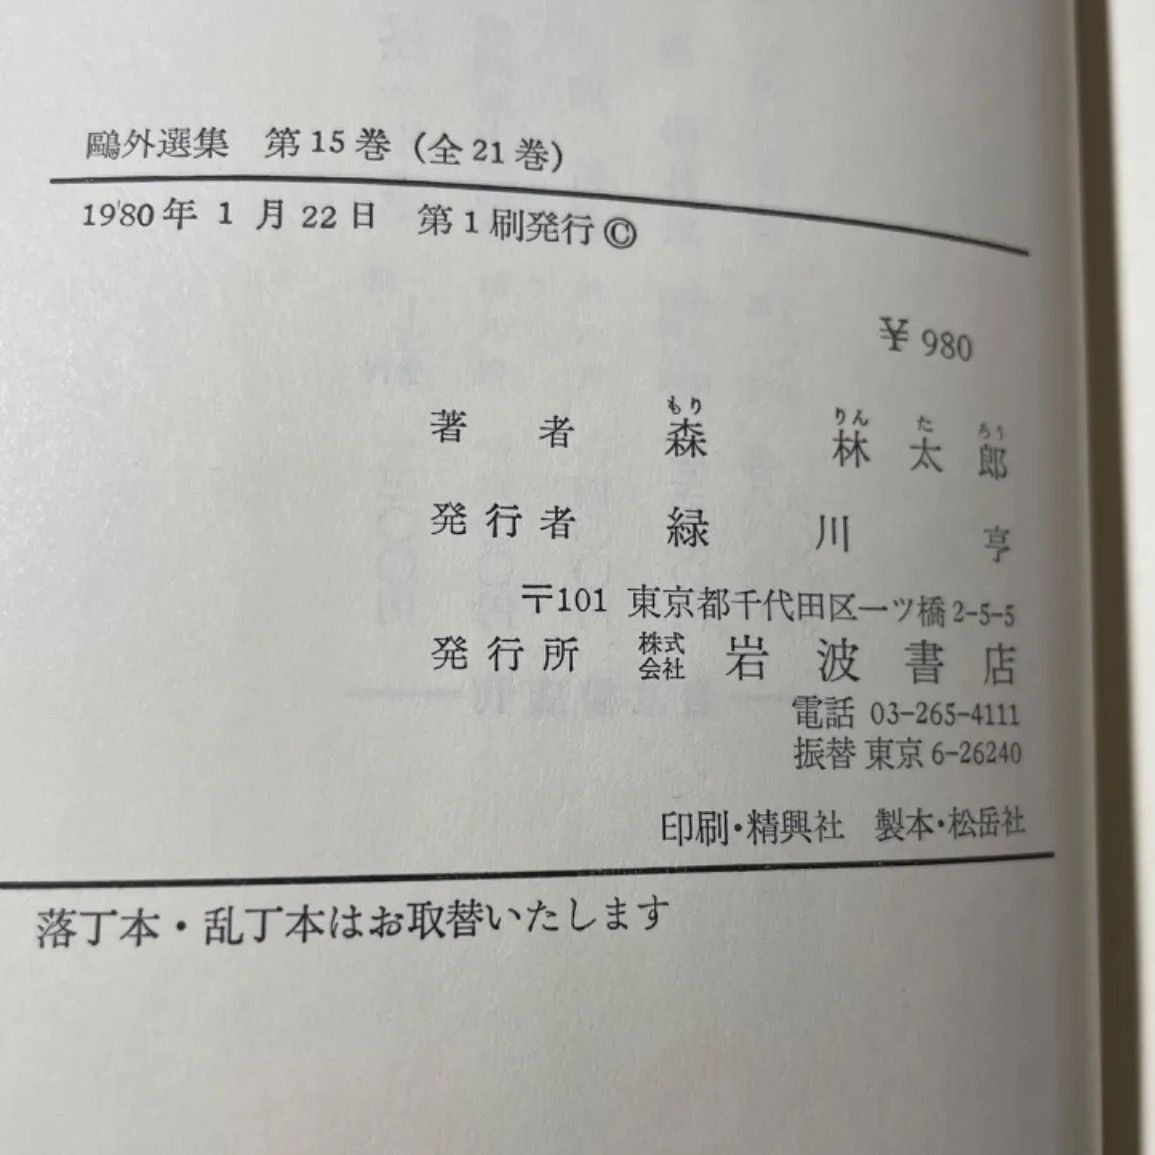 鷗外選集 第15巻（全21巻）
1980年 1 月 22日 第1刷発行 ©
¥ 980
著者 森 林太郎
もり りん た ろう
発行者 緑川 亨
〒101 東京都千代田区一ツ橋2-5-5
発行所 株式会社 岩波書店
電話 03-265-4111
振替 東京 6-26240
印刷・精興社 製本・松岳社
落丁本・乱丁本はお取替いたします